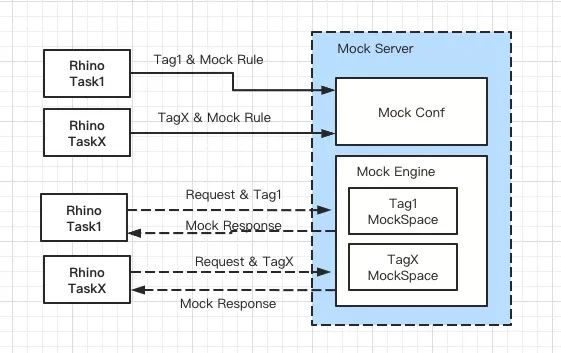 Mock Server
Rhino
Task1
Tag1 & Mock Rule
Mock Conf
Rhino
TaskX
TagX & Mock Rule
Mock Engine
Rhino
Task1
Request & Tag1
Mock Response
Tag1
MockSpace
Rhino
TaskX
Request & TagX
Mock Response
TagX
MockSpace